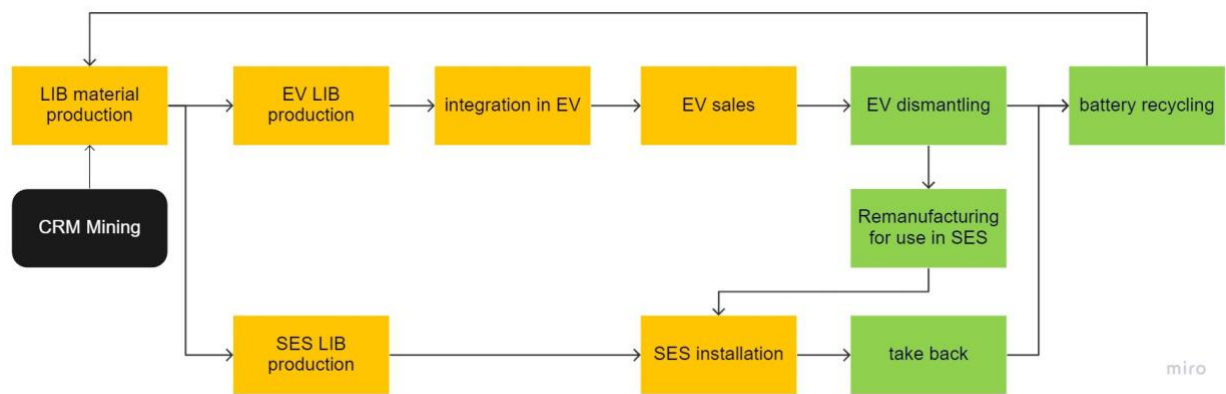 LIB material
production
EV LIB
production
integration in EV
EV sales
EV dismantling
battery recycling
CRM Mining
Remanufacturing
for use in SES
SES LIB
production
SES installation
take back
miro